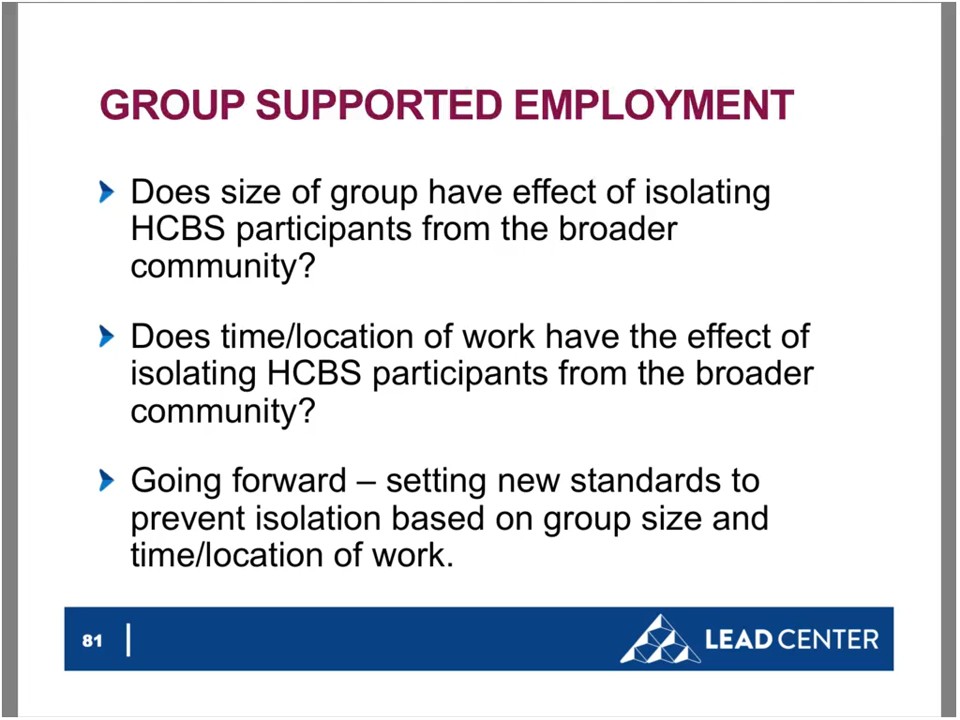 GROUP SUPPORTED EMPLOYMENT
Does size of group have effect of isolating
HCBS participants from the broader
community?
Does time/location of work have the effect of
isolating HCBS participants from the broader
community?
Going forward – setting new standards to
prevent isolation based on group size and
time/location of work.
81
LEAD CENTER